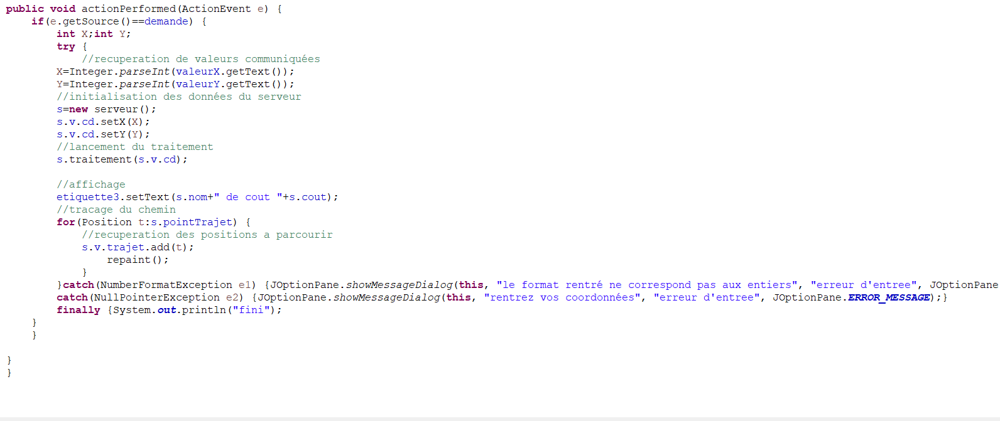 public void actionPerformed(ActionEvent e) {
if(e.getSource()==demande) {
int X;int Y;
try {
//recuperation de valeurs communiquées
X=Integer.parseInt(valeurX.getText());
Y=Integer.parseInt(valeurY.getText());
//initialisation des données du serveur
s=new serveur();
s.v.cd.setX(X);
s.v.cd.setY(Y);
//lancement du traitement
s.traitement(s.v.cd);
//affichage
etiquette3.setText(s.nom+" de cout "+s.cout);
//tracage du chemin
for(Position t:s.pointTrajet) {
//recuperation des positions a parcourir
s.v.trajet.add(t);
repaint();
}
}catch(NumberFormatException e1) {JOptionPane.showMessageDialog(this, "le format rentré ne correspond pas aux entiers", "erreur d'entree", JOptionPane
catch(NullPointerException e2) {JOptionPane.showMessageDialog(this, "rentrez vos coordonnées", "erreur d'entree", JOptionPane.ERROR_MESSAGE);}
finally {System.out.println("fini");
}
}
}
}